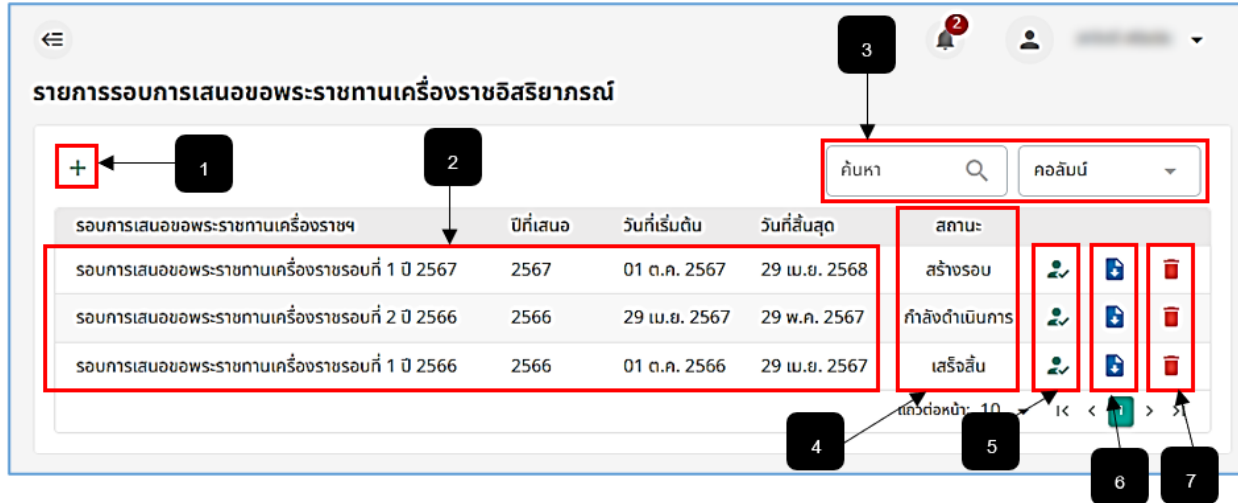 2
3
รายการรอบการเสนอขอพระราชทานเครื่องราชอิสริยาภรณ์
+
1
2
ค้นหา
คอลัมน์
รอบการเสนอขอพระราชทานเครื่องราชฯ ปีที่เสนอ วันที่เริ่มต้น วันที่สิ้นสุด สถานะ
รอบการเสนอขอพระราชทานเครื่องราชรอบที่ 1 ปี 2567 2567 01 ต.ค. 2567 29 เม.ย. 2568 สร้างรอบ
รอบการเสนอขอพระราชทานเครื่องราชรอบที่ 2 ปี 2566 2566 29 เม.ย. 2567 29 พ.ค. 2567 กำลังดำเนินการ
รอบการเสนอขอพระราชทานเครื่องราชรอบที่ 1 ปี 2566 2566 01 ต.ค. 2566 29 เม.ย. 2567 เสร็จสิ้น
แถวต่อหน้า: 10
4
5
6
7